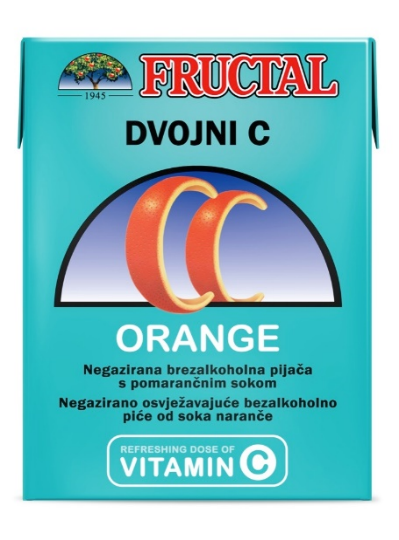 FRUCTAL
1945
DVOJNI C
CC
ORANGE
Negazirana brezalkoholna pijača
s pomarančnim sokom
Negazirano osvježavajuće bezalkoholno
piće od soka naranče
REFRESHING DOSE OF
VITAMIN C